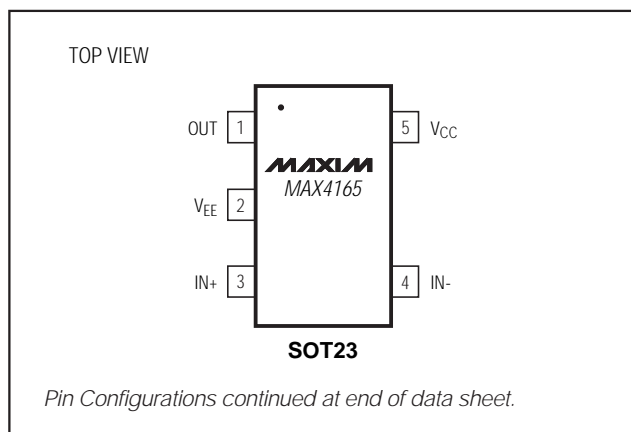 TOP VIEW
OUT 1
5 VCC
MAXIM
MAX4165
VEE 2
IN+ 3
4 IN-
SOT23
Pin Configurations continued at end of data sheet.